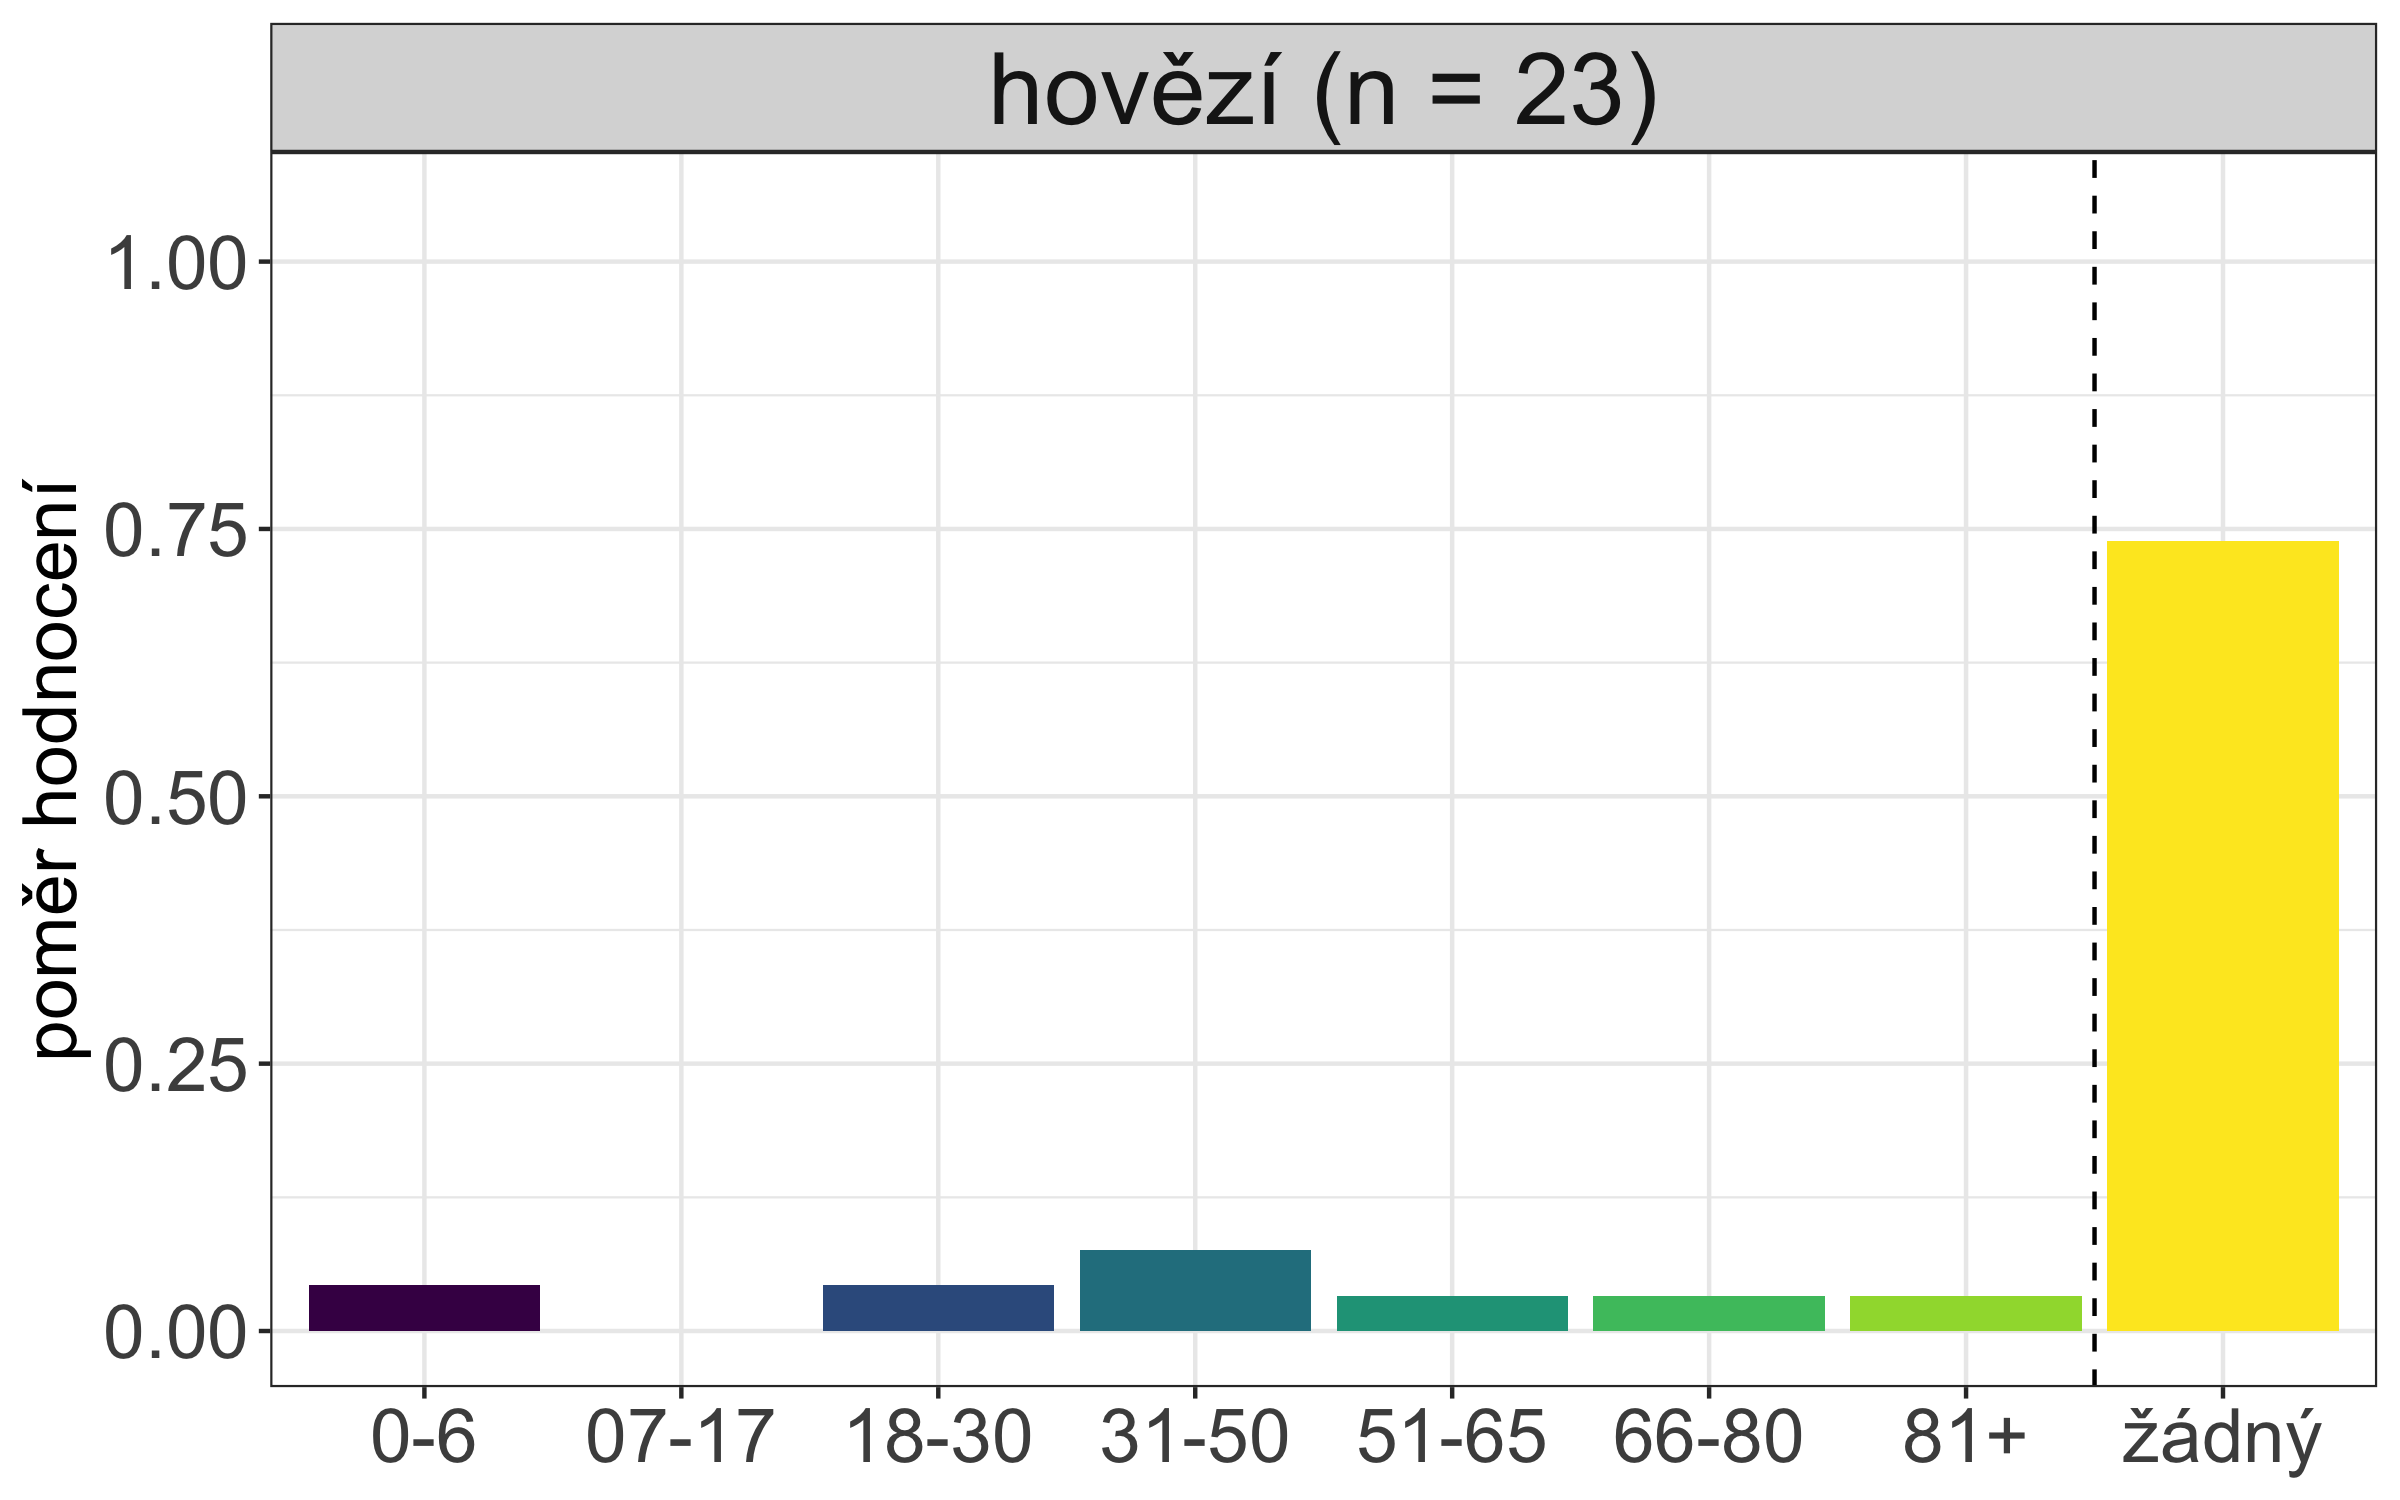 hovězí (n = 23)
poměr hodnocení
1.00
0.75
0.50
0.25
0.00
0-6 07-17 18-30 31-50 51-65 66-80 81+ žádný